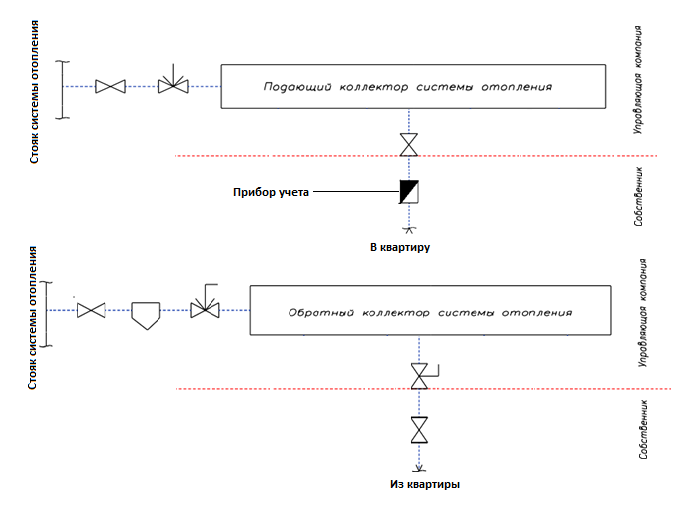 Стояк системы отопления
Подающий коллектор системы отопления
Управляющая компания
Прибор учета
Собственник
В квартиру
Стояк системы отопления
Обратный коллектор системы отопления
Управляющая компания
Собственник
Из квартиры